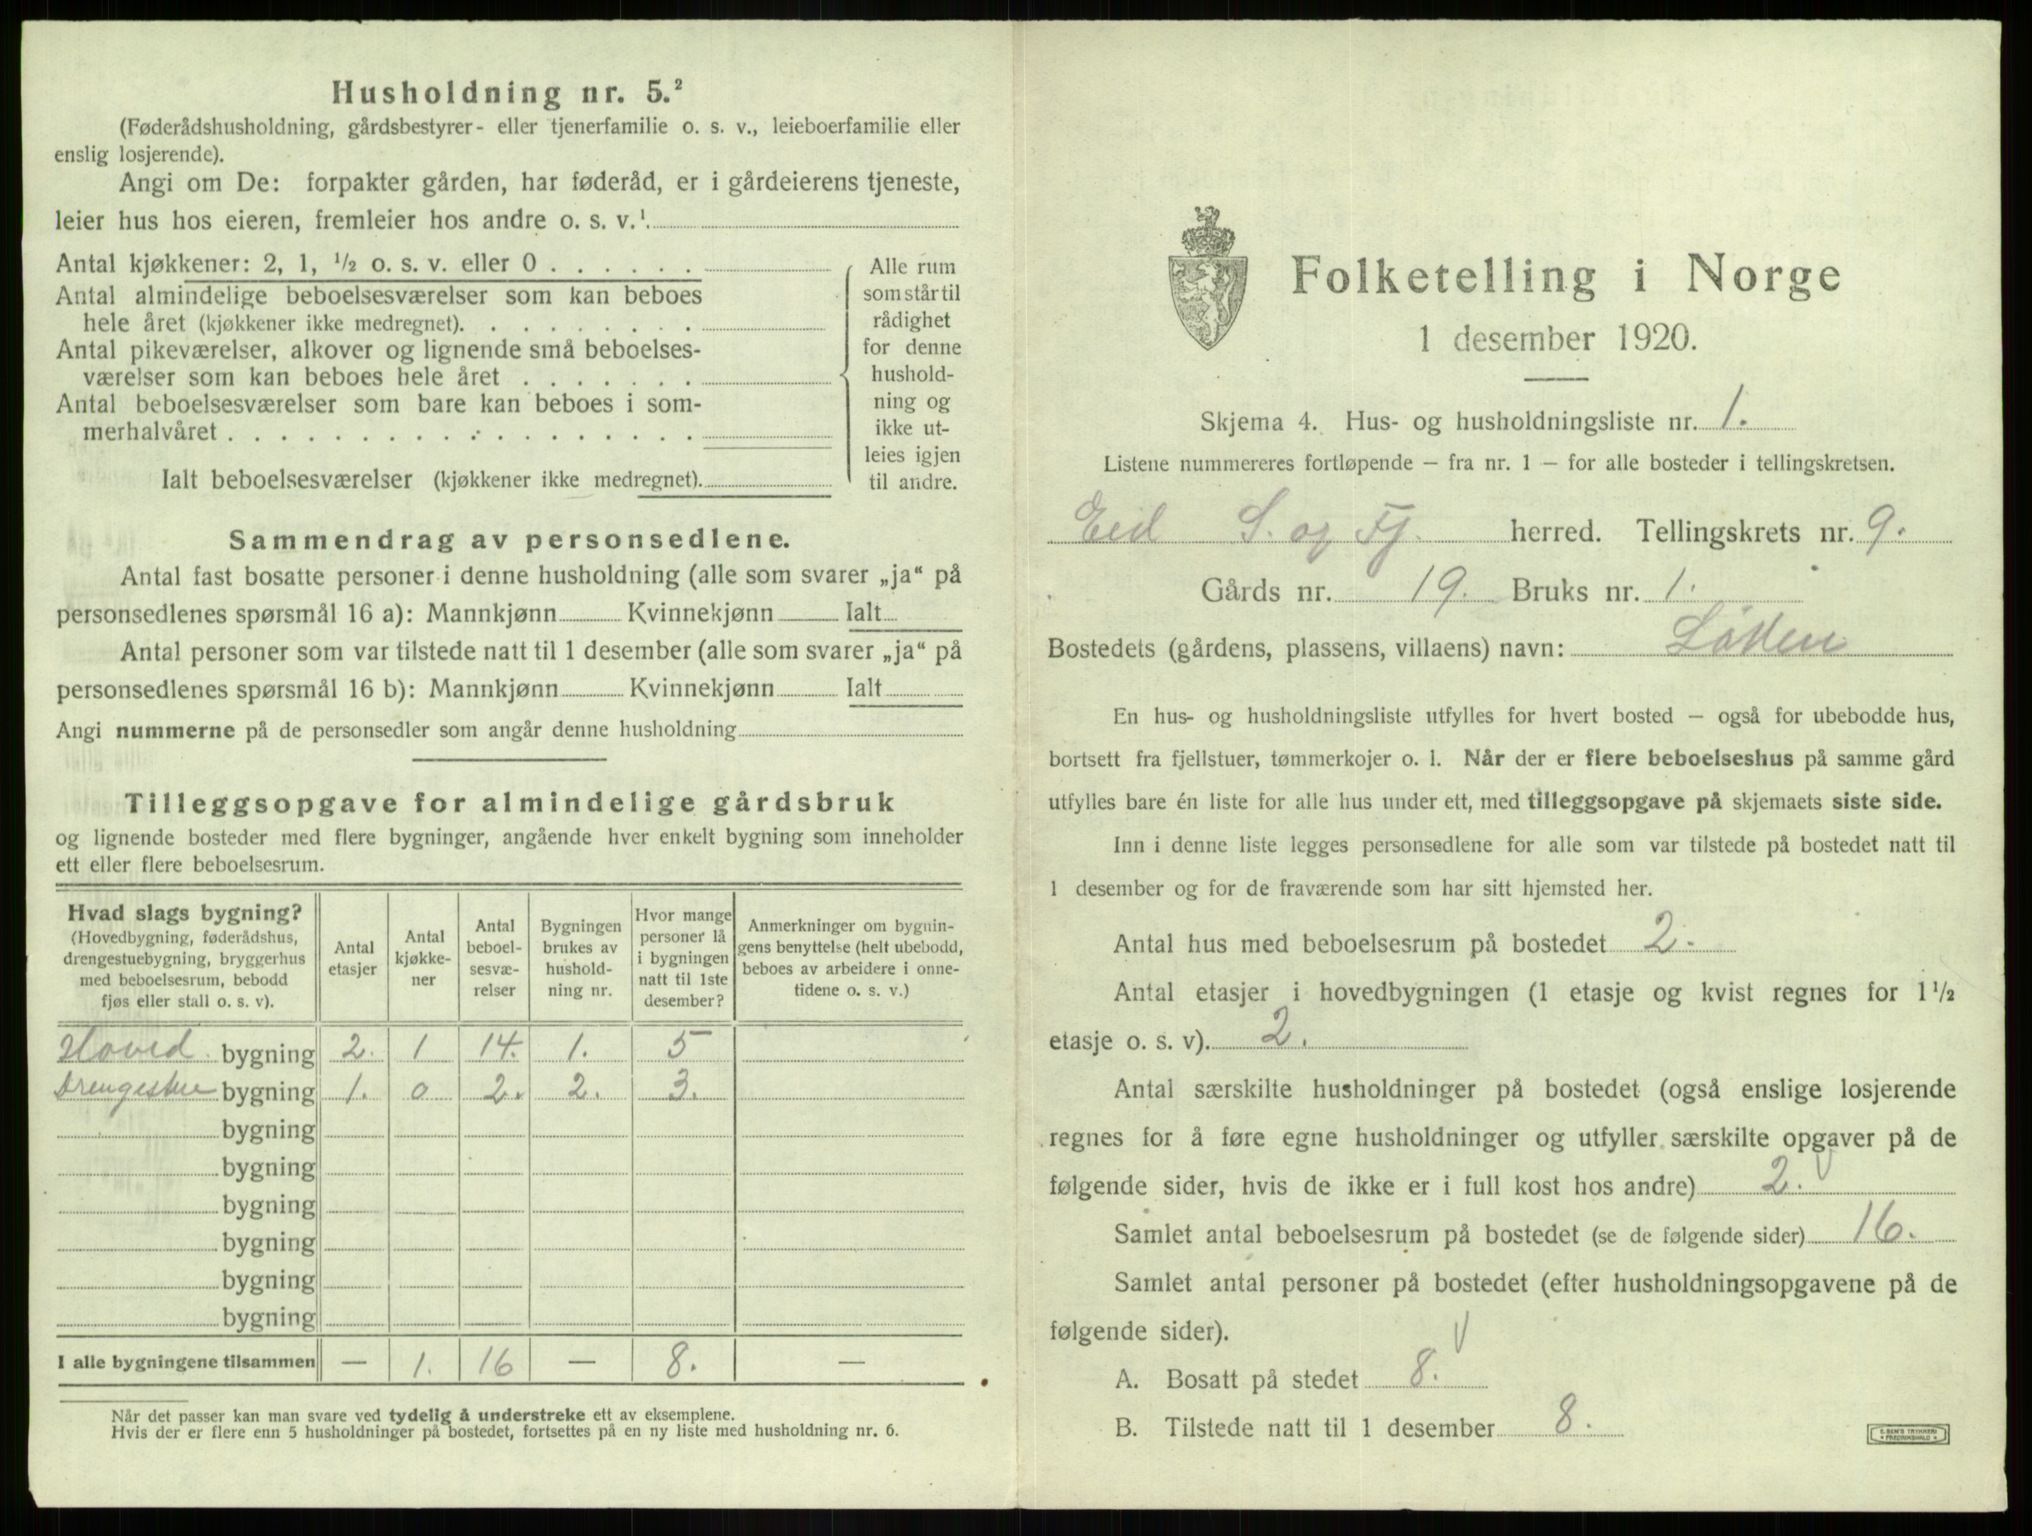 Husholdning nr. 5.²
(Føderådshusholdning, gårdsbestyrer- eller tjenerfamilie o. s. v., leieboerfamilie eller
enslig losjerende).
Angi om De: forpakter gården, har føderåd, er i gårdeierens tjeneste,
leier hus hos eieren, fremleier hos andre o. s. v.¹
Antal kjøkkener: 2, 1, ½ o. s. v. eller 0 . . . . . .
Antal almindelige beboelsesværelser som kan beboes
hele året (kjøkkener ikke medregnet). . . . . . . . .
Antal pikeværelser, alkover og lignende små beboelses-
værelser som kan beboes hele året . . . . . . .
Antal beboelsesværelser som bare kan beboes i som-
merhalvåret . . . . . . . . . . . . . . . . . .
Ialt beboelsesværelser (kjøkkener ikke medregnet).
Alle rum
som står til
rådighet
for denne
hushold-
ning og
ikke ut-
leies igjen
til andre.
Sammendrag av personsedlene.
Antal fast bosatte personer i denne husholdning (alle som svarer „ja“ på
personsedlenes spørsmål 16 a): Mannkjønn Kvinnekjønn Ialt
Antal personer som var tilstede natt til 1 desember (alle som svarer „ja“ på
personsedlenes spørsmål 16 b): Mannkjønn Kvinnekjønn Ialt
Angi nummerne på de personsedler som angår denne husholdning
Tilleggsopgave for almindelige gårdsbruk
og lignende bosteder med flere bygninger, angående hver enkelt bygning som inneholder
ett eller flere beboelsesrum.
Hvad slags bygning?
(Hovedbygning, føderådshus,
drengestuebygning, bryggerhus
med beboelsesrum, bebodd
fjøs eller stall o. s. v).
Antal
etasjer
Antal
kjøkke-
ner
Antal
beboel-
sesvæ-
relser
Bygningen
brukes av
hushold-
ning nr.
Hvor mange
personer lå
i bygningen
natt til 1ste
desember?
Anmerkninger om bygnin-
gens benyttelse (helt ubebodd,
beboes av arbeidere i onne-
tidene o. s. v.)
Hoved bygning 2. 1 14. 1. 5
Drengestue bygning 1. 0 2. 2. 3.
bygning
bygning
bygning
bygning
bygning
bygning
I alle bygningene tilsammen — 1. 16 — 8. —
Når det passer kan man svare ved tydelig å understreke ett av eksemplene.
Hvis der er flere enn 5 husholdninger på bostedet, fortsettes på en ny liste med husholdning nr. 6.
Folketelling i Norge
1 desember 1920.
Skjema 4. Hus- og husholdningsliste nr. 1.
Listene nummereres fortløpende – fra nr. 1 – for alle bosteder i tellingskretsen.
Eid S. og Fj. herred. Tellingskrets nr. 9.
Gårds nr. 19. Bruks nr. 1.
Bostedets (gårdens, plassens, villaens) navn:
En hus- og husholdningsliste utfylles for hvert bosted – også for ubebodde hus,
bortsett fra fjellstuer, tømmerkojer o. l. Når der er flere beboelseshus på samme gård
utfylles bare én liste for alle hus under ett, med tilleggsopgave på skjemaets siste side.
Inn i denne liste legges personsedlene for alle som var tilstede på bostedet natt til
1 desember og for de fraværende som har sitt hjemsted her.
Antal hus med beboelsesrum på bostedet 2.
Antal etasjer i hovedbygningen (1 etasje og kvist regnes for 1½
etasje o. s. v). 2.
Antal særskilte husholdninger på bostedet (også enslige losjerende
regnes for å føre egne husholdninger og utfyller særskilte opgaver på de
følgende sider, hvis de ikke er i full kost hos andre) 2.
Samlet antal beboelsesrum på bostedet (se de følgende sider) 16.
Samlet antal personer på bostedet (efter husholdningsopgavene på de
følgende sider).
A. Bosatt på stedet 8.
B. Tilstede natt til 1 desember 8.